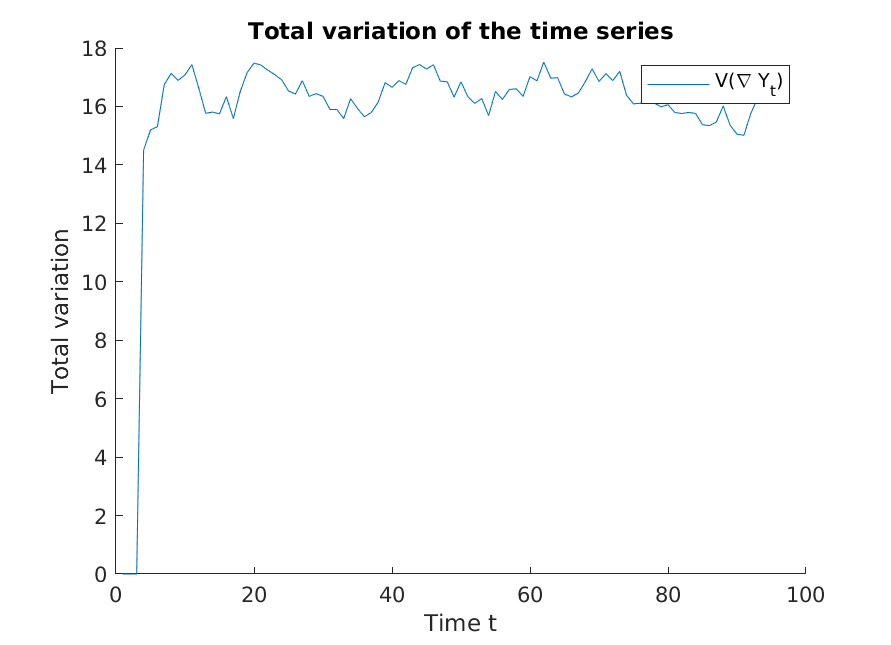 Total variation of the time series
V(∇ Y_t)
Total variation
18
16
14
12
10
8
6
4
2
0
0 20 40 60 80 100
Time t